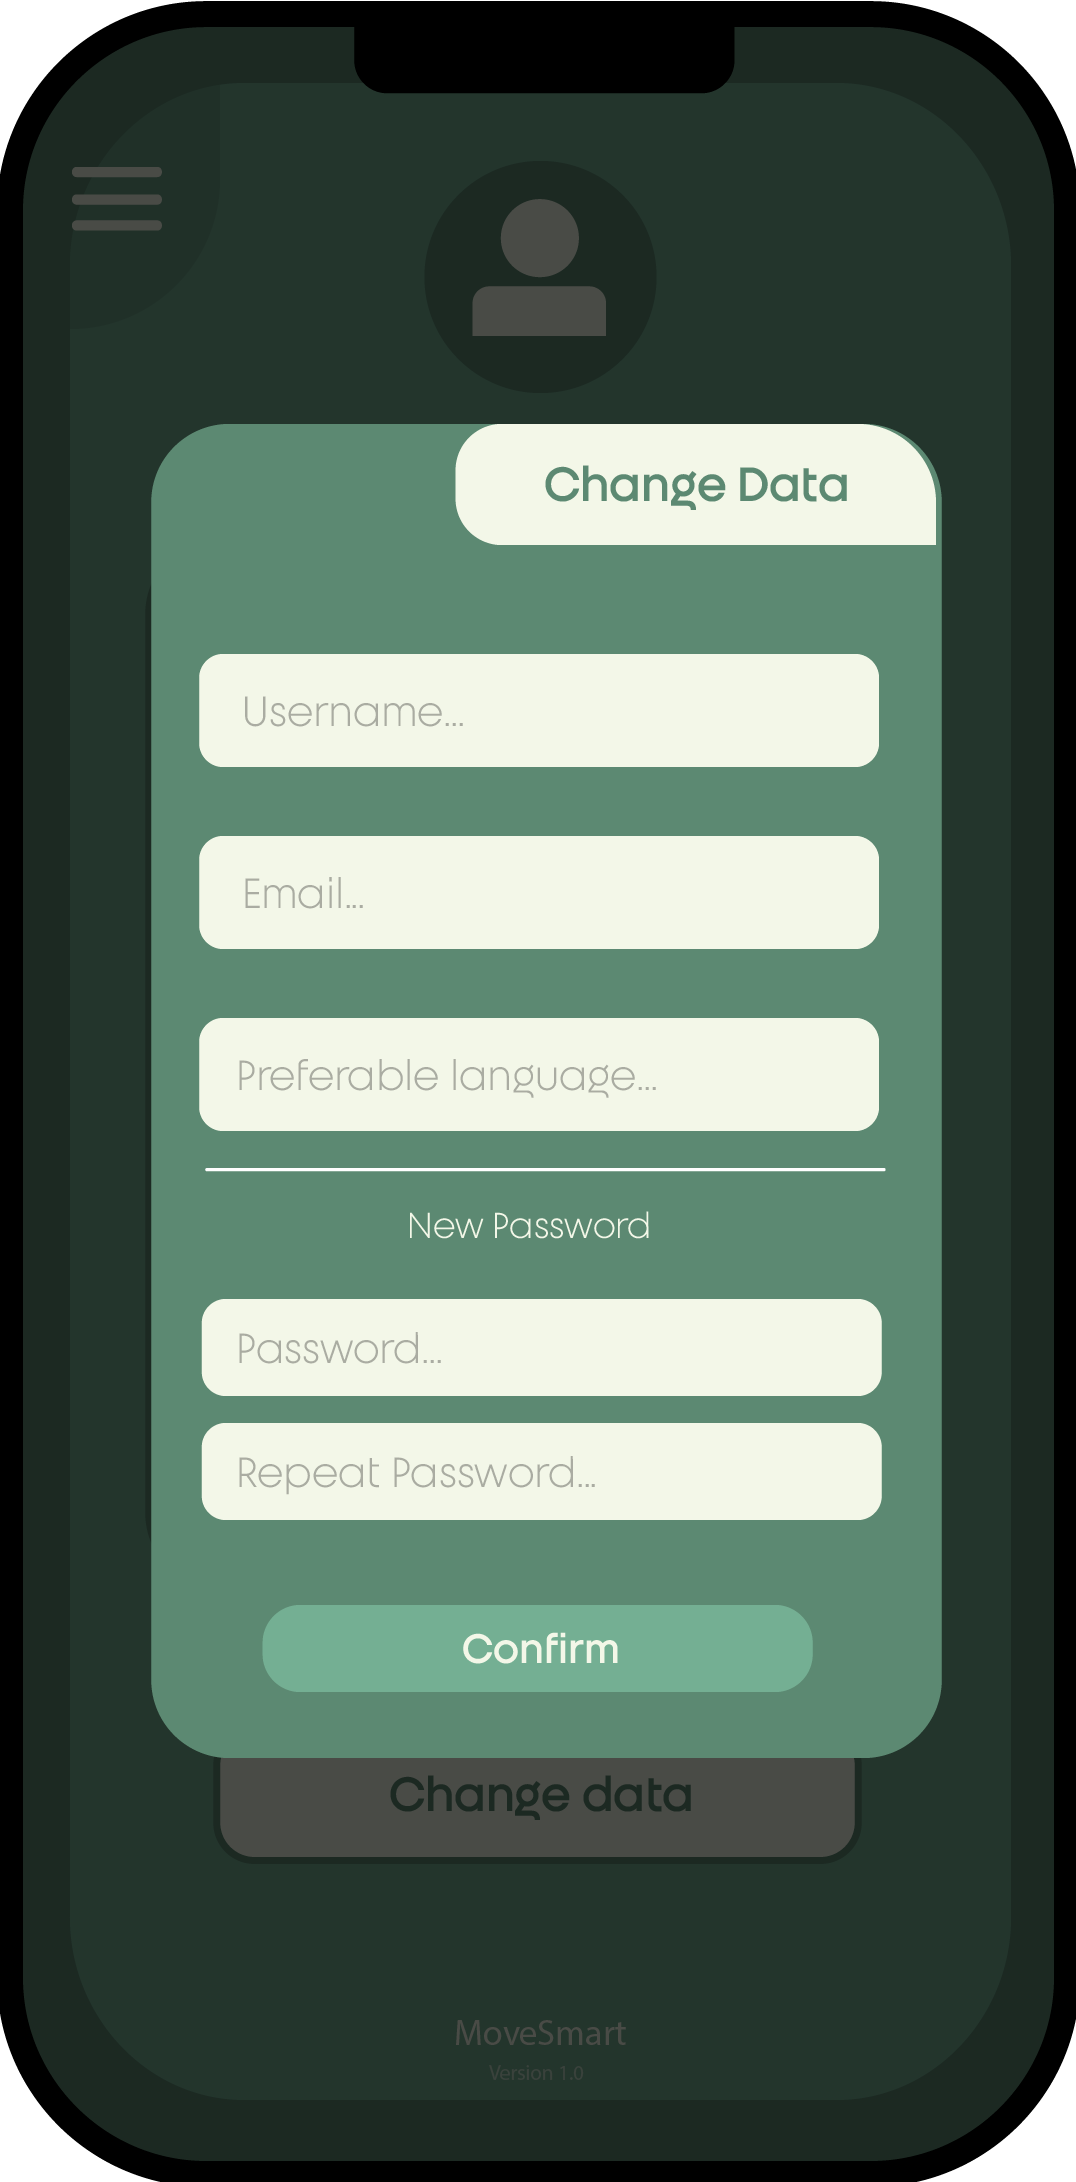 Change Data
Username...
Email...
Preferable language...
New Password
Password...
Repeat Password...
Confirm
Change data
MoveSmart
Version 1.0